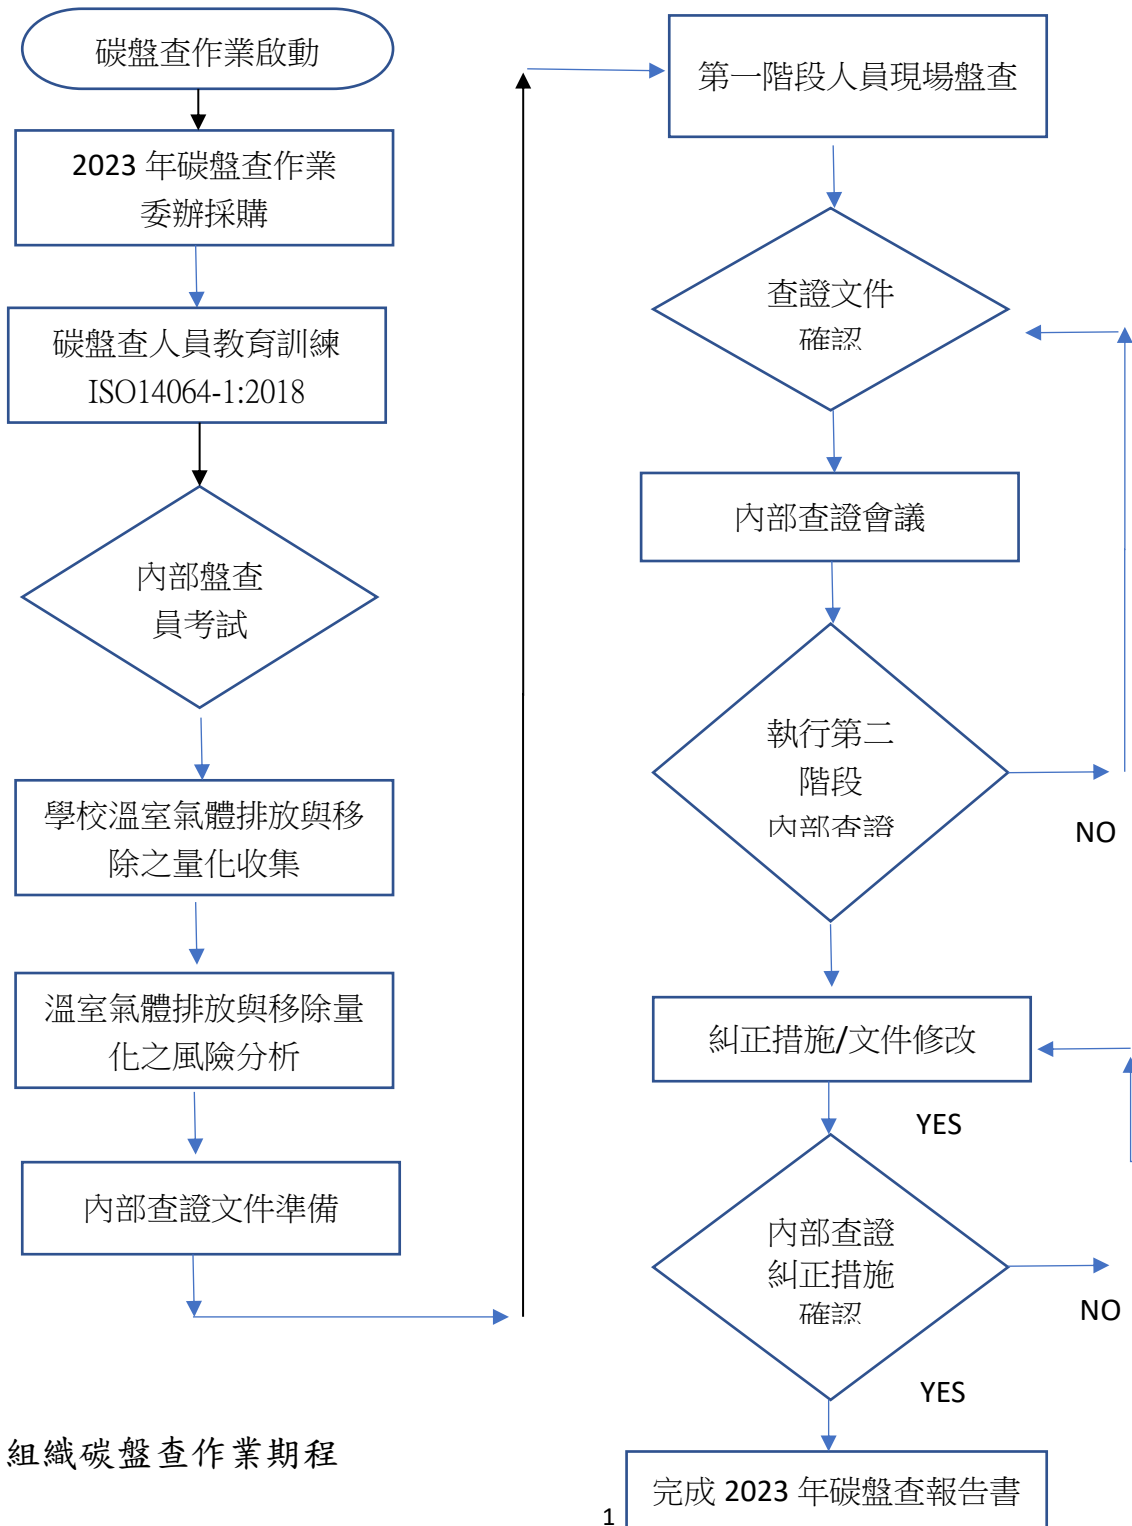 碳盤查作業啟動
2023 年碳盤查作業
委辦採購
碳盤查人員教育訓練
ISO14064-1:2018
內部盤查
員考試
學校溫室氣體排放與移
除之量化收集
溫室氣體排放與移除量
化之風險分析
內部查證文件準備
第一階段人員現場盤查
查證文件
確認
內部查證會議
執行第二
階段
內部查證
NO
糾正措施/文件修改
YES
內部查證
糾正措施
確認
NO
YES
完成 2023 年碳盤查報告書
組織碳盤查作業期程
1